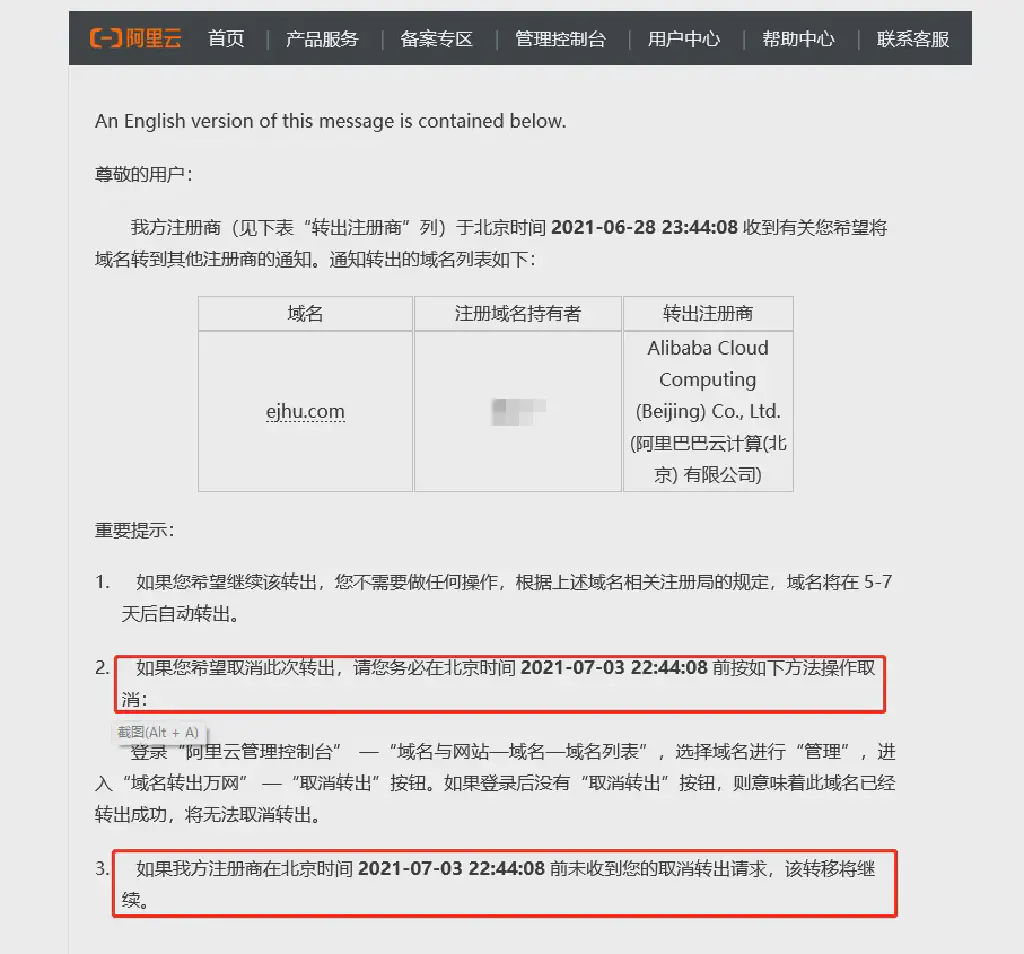 阿里云 首页 | 产品服务 | 备案专区 | 管理控制台 | 用户中心 | 帮助中心 | 联系客服
An English version of this message is contained below.
尊敬的用户：
我方注册商（见下表“转出注册商”列）于北京时间 2021-06-28 23:44:08 收到有关您希望将
域名转到其他注册商的通知。通知转出的域名列表如下：
域名 注册域名持有者 转出注册商
ejhu.com
Alibaba Cloud
Computing
(Beijing) Co., Ltd.
(阿里巴巴云计算(北
京) 有限公司)
重要提示：
1. 如果您希望继续该转出，您不需要做任何操作，根据上述域名相关注册局的规定，域名将在 5-7
天后自动转出。
2. 如果您希望取消此次转出，请您务必在北京时间 2021-07-03 22:44:08 前按如下方法操作取
消：
截图(Alt + A)
登录“阿里云管理控制台” —“域名与网站—域名—域名列表”，选择域名进行“管理”，进
入“域名转出万网” —“取消转出”按钮。如果登录后没有“取消转出”按钮，则意味着此域名已经
转出成功，将无法取消转出。
3. 如果我方注册商在北京时间 2021-07-03 22:44:08 前未收到您的取消转出请求，该转移将继
续。